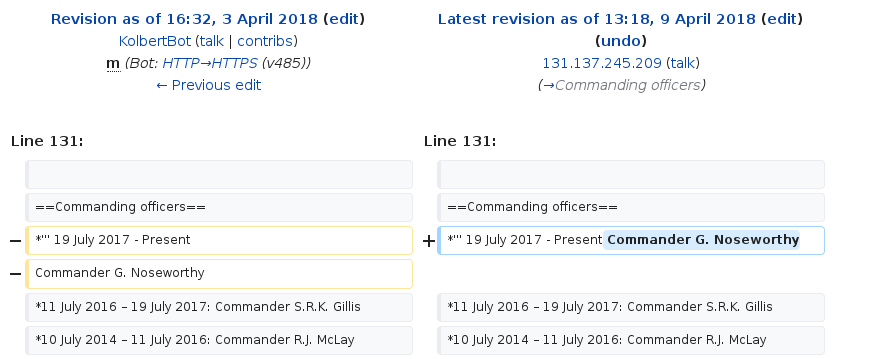 Revision as of 16:32, 3 April 2018 (edit)
KolbertBot (talk | contribs)
m (Bot: HTTP→HTTPS (v485))
← Previous edit
Latest revision as of 13:18, 9 April 2018 (edit)
(undo)
131.137.245.209 (talk)
(→Commanding officers)
Line 131:
Line 131:
==Commanding officers==
==Commanding officers==
− *''' 19 July 2017 - Present
+ *''' 19 July 2017 - Present Commander G. Noseworthy
− Commander G. Noseworthy
*11 July 2016 – 19 July 2017: Commander S.R.K. Gillis
*11 July 2016 – 19 July 2017: Commander S.R.K. Gillis
*10 July 2014 – 11 July 2016: Commander R.J. McLay
*10 July 2014 – 11 July 2016: Commander R.J. McLay